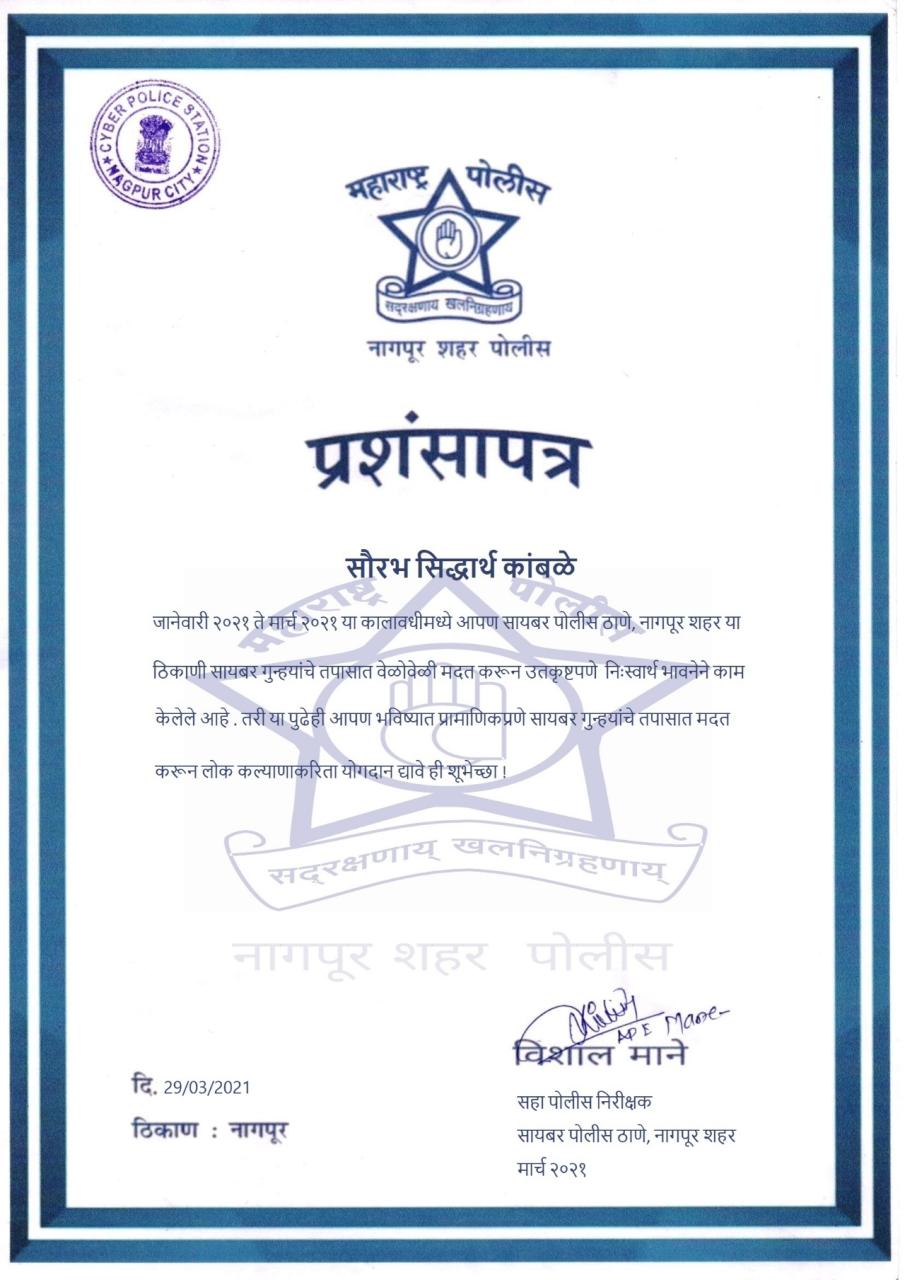 CYBER POLICE STATION
★ NAGPUR CITY ★
महाराष्ट्र पोलीस
सद्रक्षणाय खलनिग्रहणाय
नागपूर शहर पोलीस
प्रशंसापत्र
सौरभ सिद्धार्थ कांबळे
महाराष्ट्र पोलीस
जानेवारी २०२१ ते मार्च २०२१ या कालावधीमध्ये आपण सायबर पोलीस ठाणे, नागपूर शहर या
ठिकाणी सायबर गुन्हयांचे तपासात वेळोवेळी मदत करून उतकृष्टपणे निःस्वार्थ भावनेने काम
केलेले आहे . तरी या पुढेही आपण भविष्यात प्रामाणिकप्रणे सायबर गुन्हयांचे तपासात मदत
करून लोक कल्याणाकरिता योगदान द्यावे ही शूभेच्छा !
सद्रक्षणाय् खलनिग्रहणाय्
नागपूर शहर पोलीस
विशाल माने
दि. 29/03/2021
सहा पोलीस निरीक्षक
ठिकाण : नागपूर
सायबर पोलीस ठाणे, नागपूर शहर
मार्च २०२१